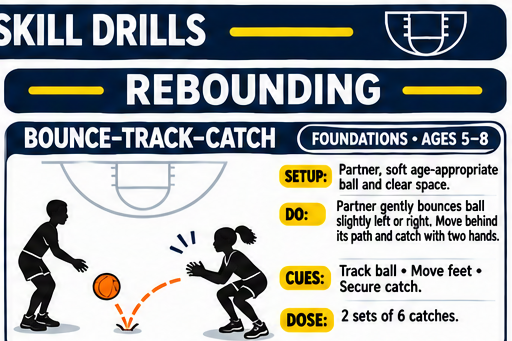 SKILL DRILLS
REBOUNDING
BOUNCE-TRACK-CATCH
FOUNDATIONS • AGES 5–8
SETUP: Partner, soft age-appropriate
ball and clear space.
DO: Partner gently bounces ball
slightly left or right. Move behind
its path and catch with two hands.
CUES: Track ball • Move feet •
Secure catch.
DOSE: 2 sets of 6 catches.